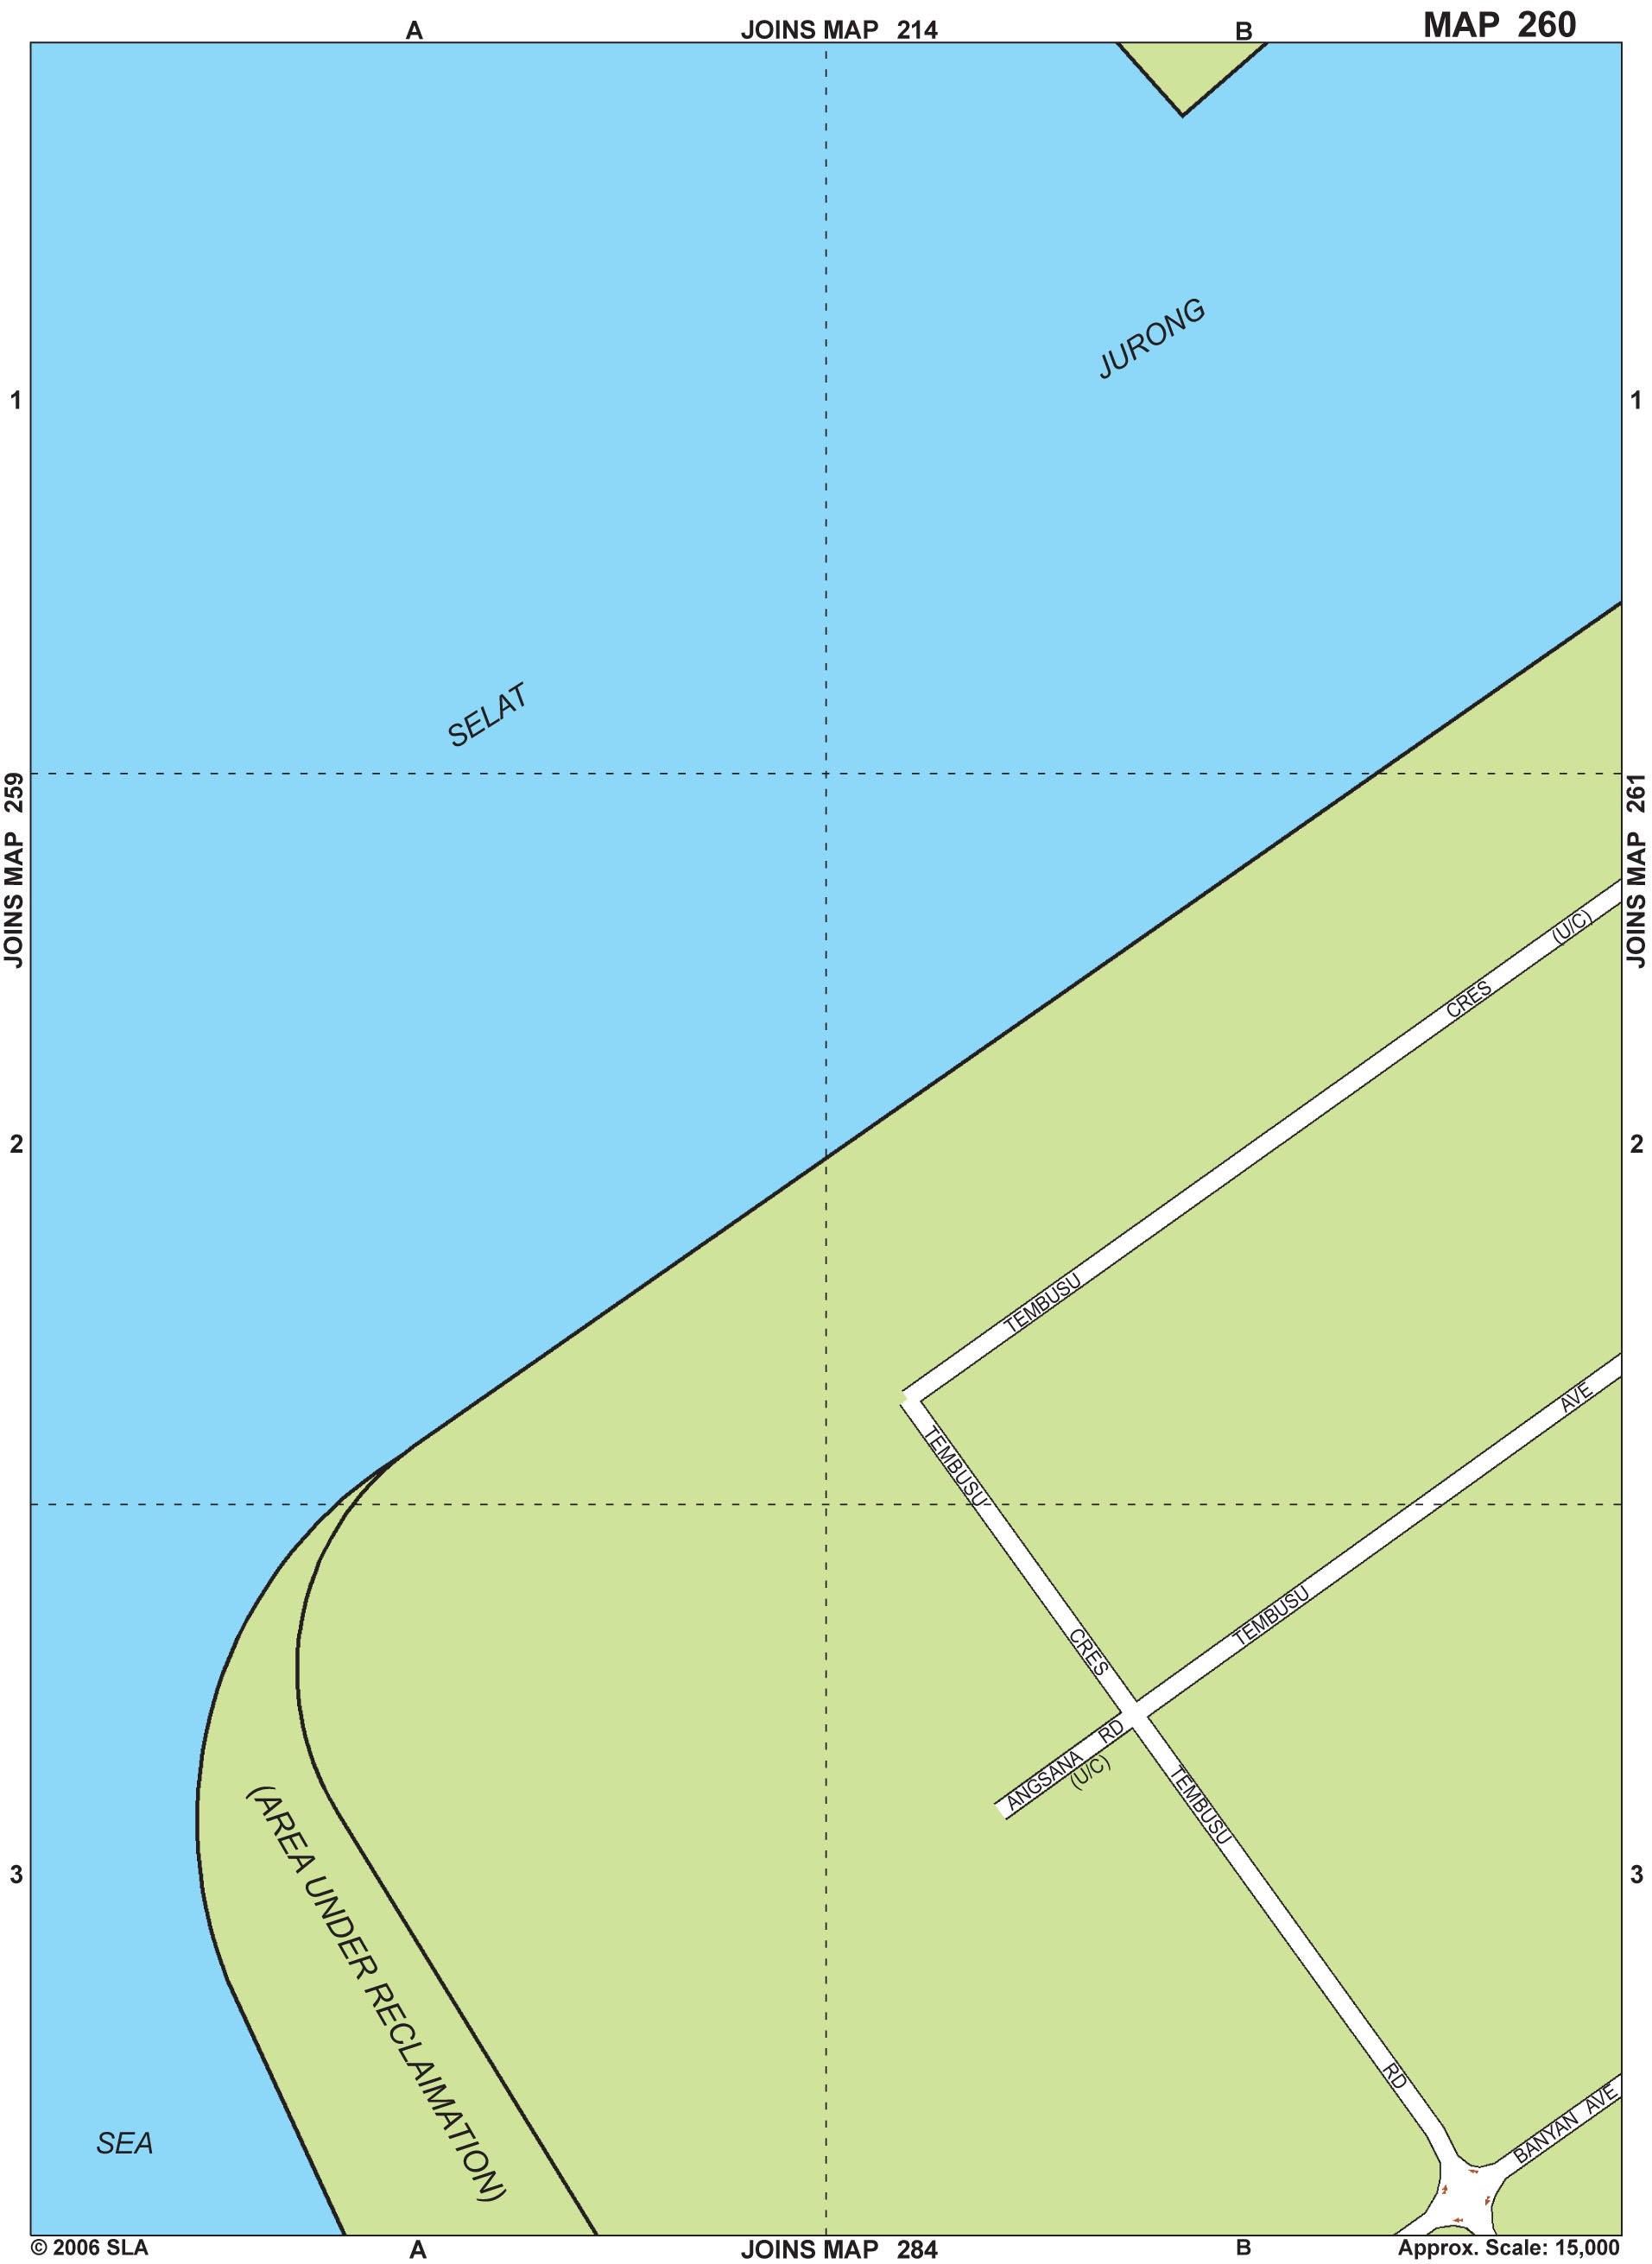 A
JOINS MAP 214
B
MAP 260
JURONG
1
1
SELAT
JOINS MAP 259
JOINS MAP 261
(U/C)
CRES
2
2
TEMBUSU
AVE
TEMBUSU
TEMBUSU
CRES
ANGSANA RD
(U/C)
TEMBUSU
3
3
(AREA UNDER RECLAIMATION)
RD
BANYAN AVE
SEA
© 2006 SLA
A
JOINS MAP 284
B
Approx. Scale: 15,000